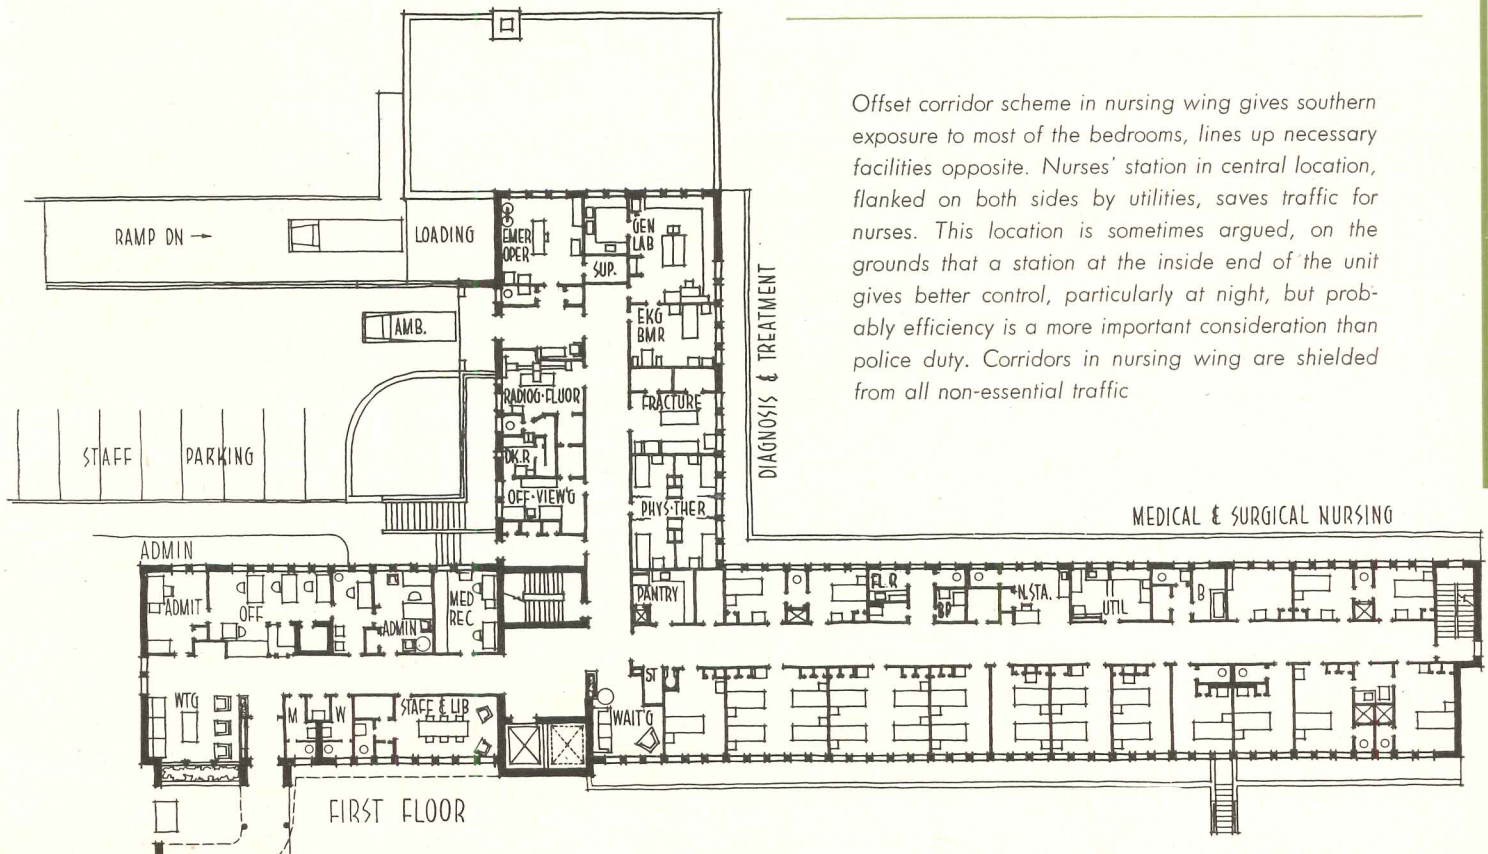 Offset corridor scheme in nursing wing gives southern
exposure to most of the bedrooms, lines up necessary
facilities opposite. Nurses' station in central location,
flanked on both sides by utilities, saves traffic for
nurses. This location is sometimes argued, on the
grounds that a station at the inside end of the unit
gives better control, particularly at night, but prob-
ably efficiency is a more important consideration than
police duty. Corridors in nursing wing are shielded
from all non-essential traffic
RAMP DN
LOADING
EMER
OPER
SUP.
GEN
LAB
AMB.
EKG
BMR
RADIOG·FLUOR
FRACTURE
DK.R
OFF·VIEW'G
PHYS·THER
DIAGNOSIS & TREATMENT
STAFF PARKING
MEDICAL & SURGICAL NURSING
ADMIN
ADMIT
OFF
ADMIN
MED
REC
PANTRY
FL.R
BP
N.STA.
UTIL
B
WTG
M
W
STAFF & LIB
ST
WAIT'G
FIRST FLOOR